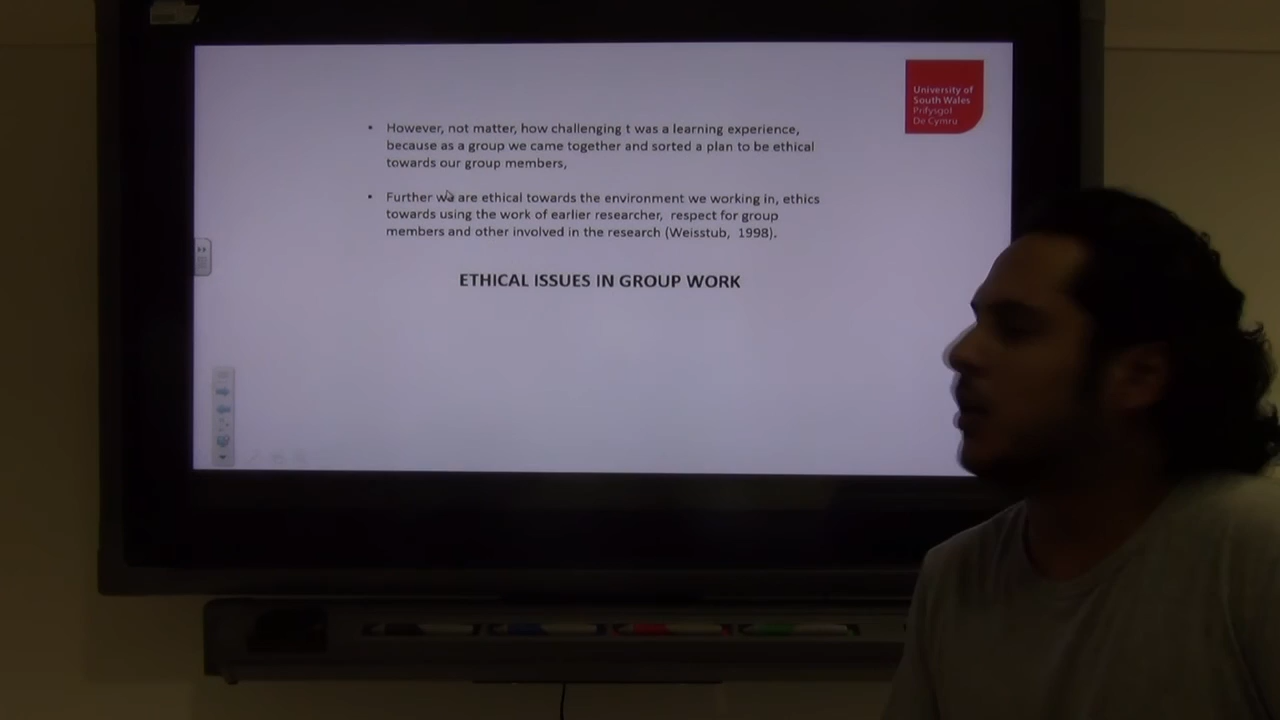 University of
South Wales
Prifysgol
De Cymru
• However, not matter, how challenging t was a learning experience,
because as a group we came together and sorted a plan to be ethical
towards our group members,
• Further we are ethical towards the environment we working in, ethics
towards using the work of earlier researcher, respect for group
members and other involved in the research (Weisstub, 1998).
ETHICAL ISSUES IN GROUP WORK